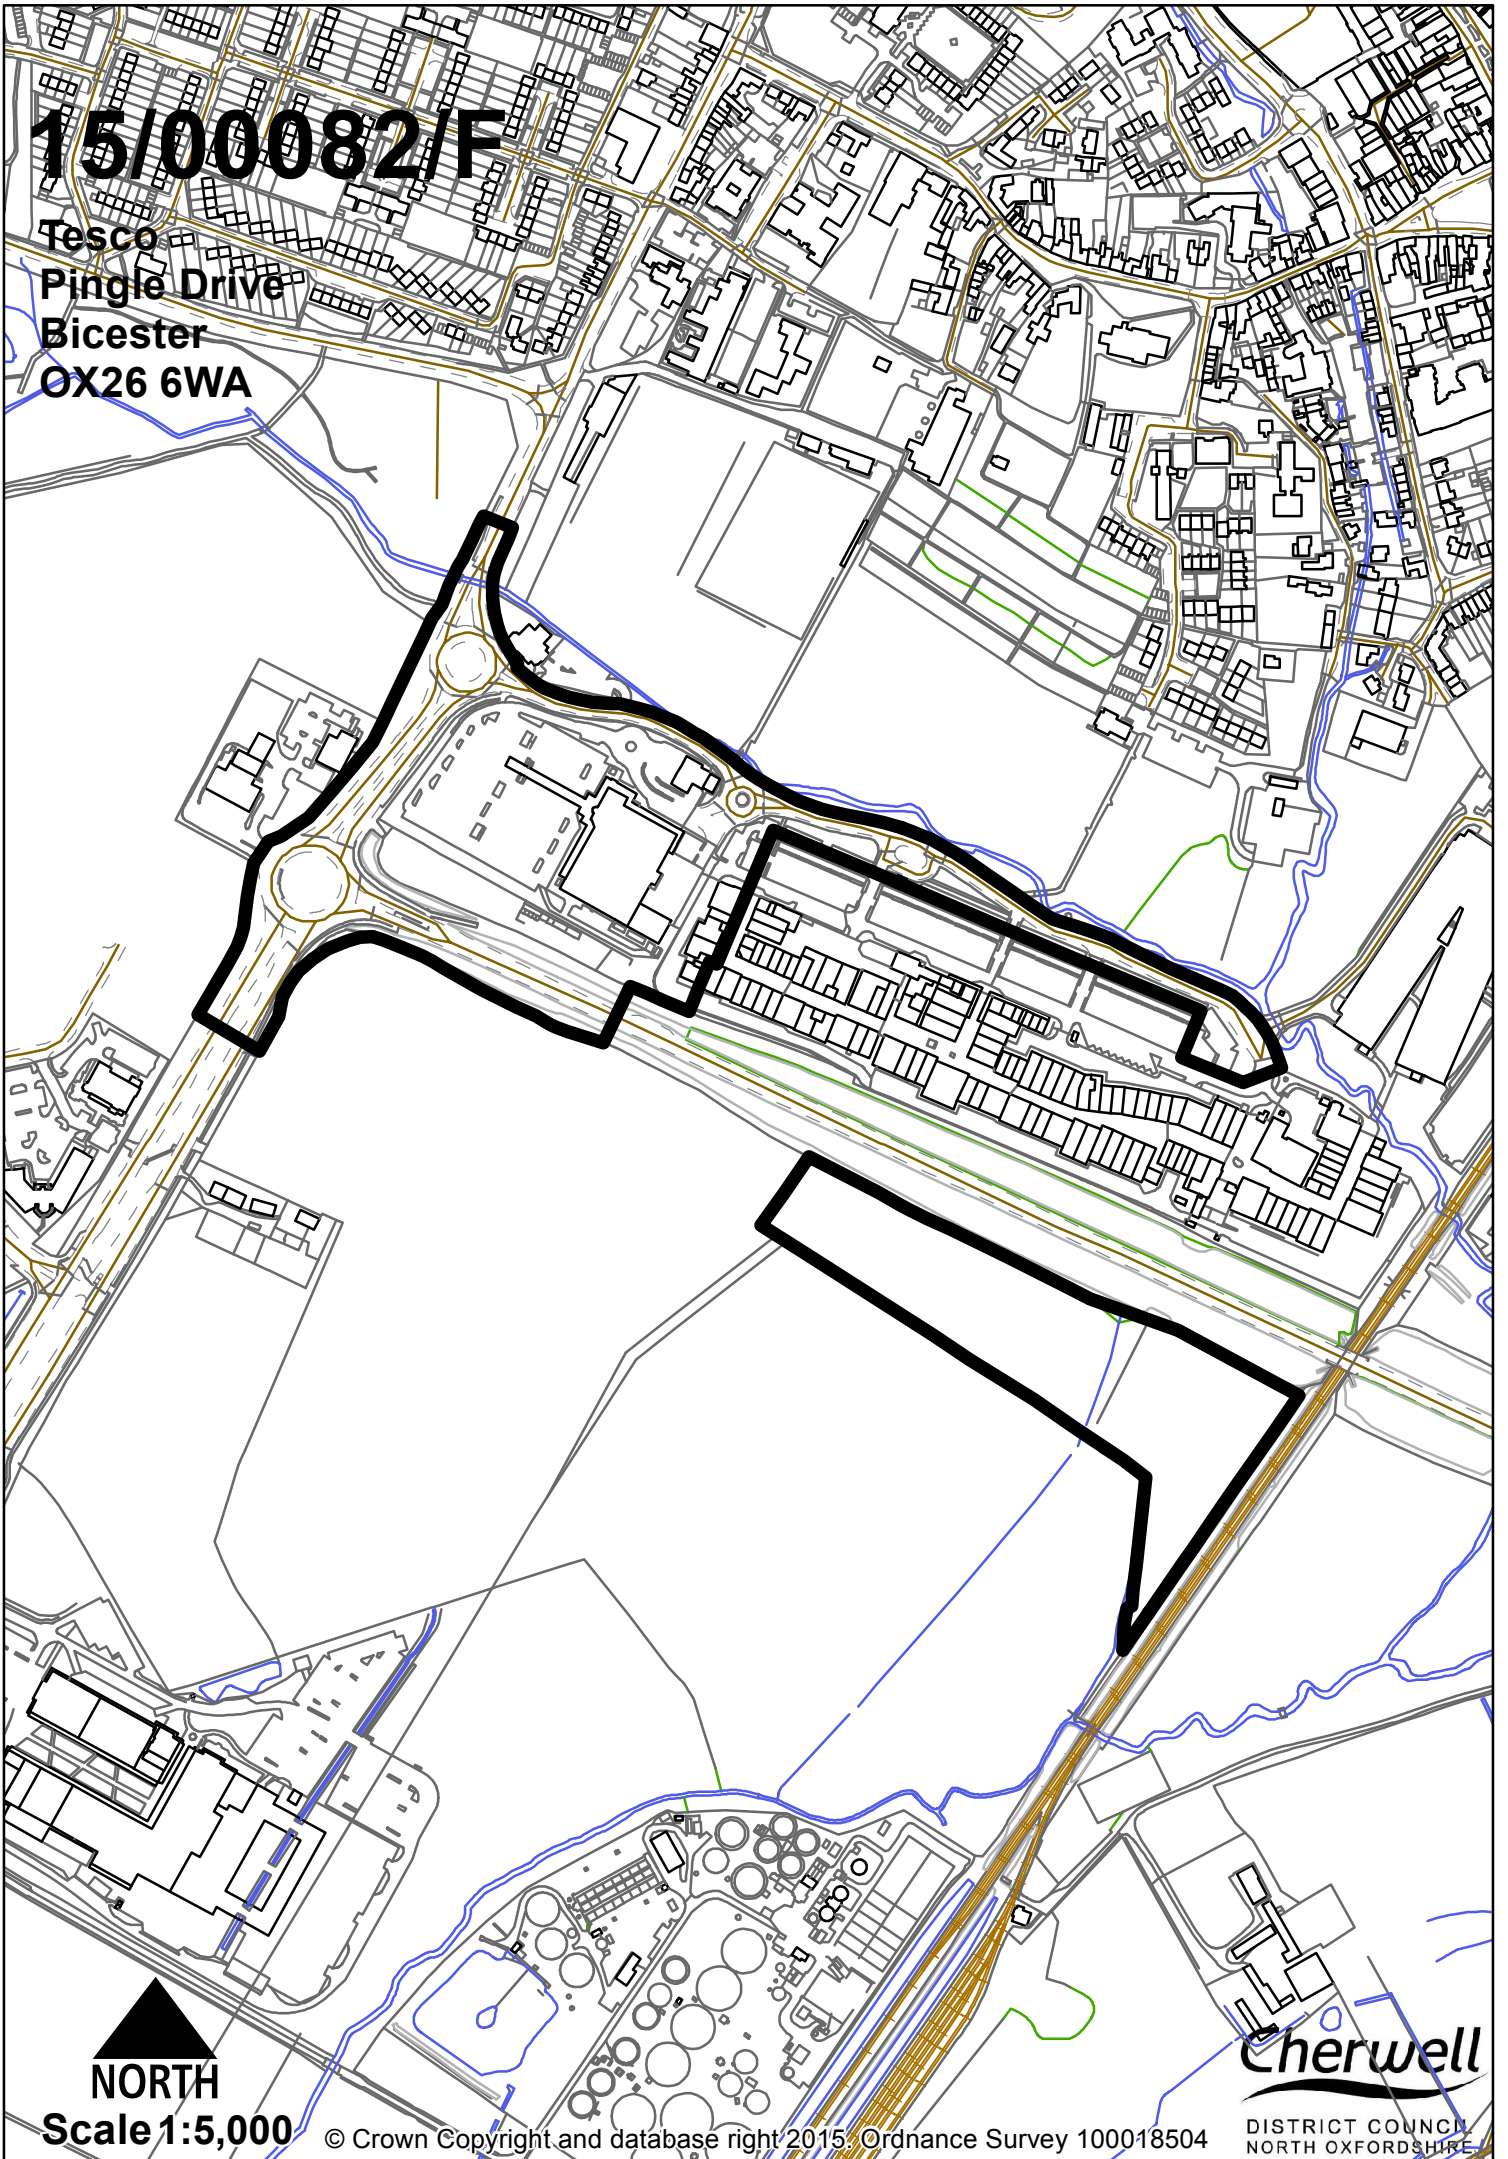 15/00082/F
Tesco
Pingle Drive
Bicester
OX26 6WA
NORTH
Scale 1:5,000
© Crown Copyright and database right 2015. Ordnance Survey 100018504
Cherwell
DISTRICT COUNCIL
NORTH OXFORDSHIRE